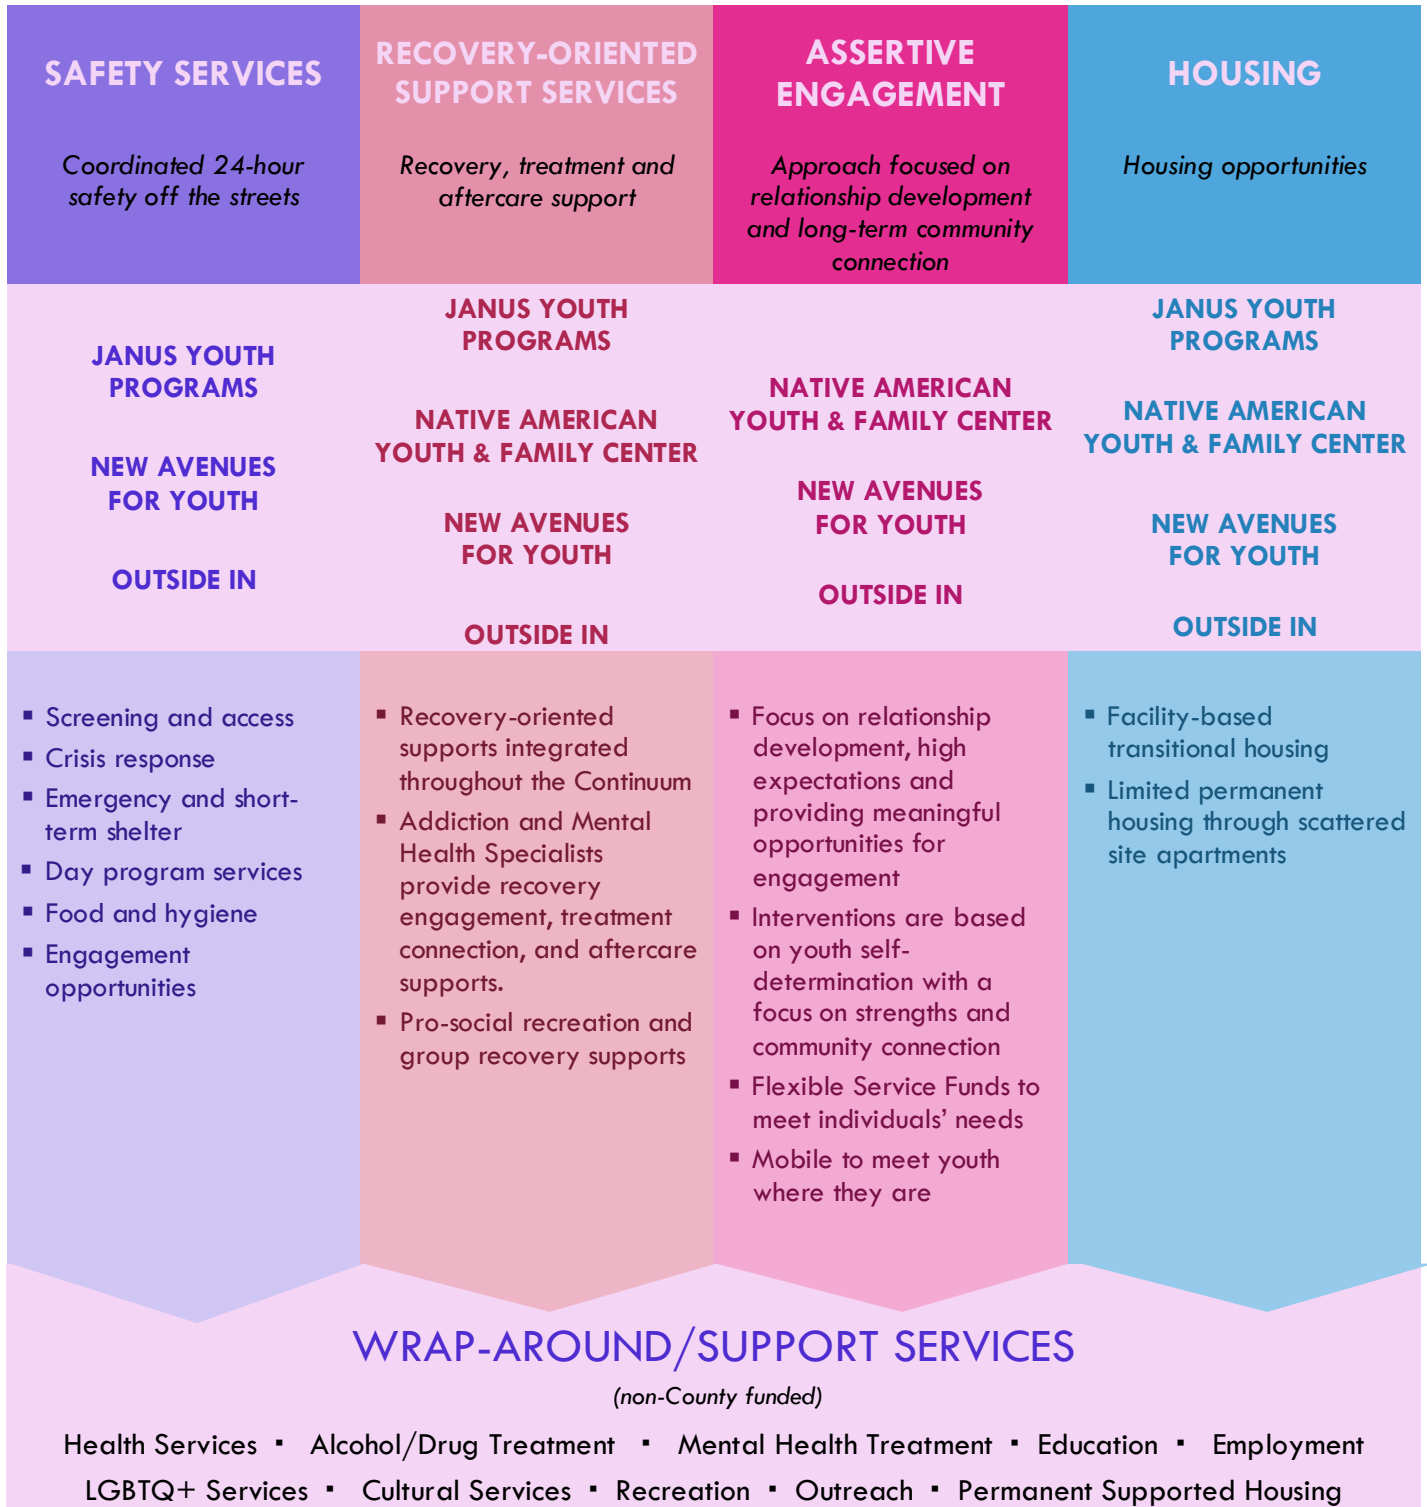 SAFETY SERVICES
Coordinated 24-hour
safety off the streets
RECOVERY-ORIENTED
SUPPORT SERVICES
Recovery, treatment and
aftercare support
ASSERTIVE
ENGAGEMENT
Approach focused on
relationship development
and long-term community
connection
HOUSING
Housing opportunities
JANUS YOUTH
PROGRAMS
NEW AVENUES
FOR YOUTH
OUTSIDE IN
JANUS YOUTH
PROGRAMS
NATIVE AMERICAN
YOUTH & FAMILY CENTER
NEW AVENUES
FOR YOUTH
OUTSIDE IN
NATIVE AMERICAN
YOUTH & FAMILY CENTER
NEW AVENUES
FOR YOUTH
OUTSIDE IN
JANUS YOUTH
PROGRAMS
NATIVE AMERICAN
YOUTH & FAMILY CENTER
NEW AVENUES
FOR YOUTH
OUTSIDE IN
▪ Screening and access
▪ Crisis response
▪ Emergency and short-
term shelter
▪ Day program services
▪ Food and hygiene
▪ Engagement
opportunities
▪ Recovery-oriented
supports integrated
throughout the Continuum
▪ Addiction and Mental
Health Specialists
provide recovery
engagement, treatment
connection, and aftercare
supports.
▪ Pro-social recreation and
group recovery supports
▪ Focus on relationship
development, high
expectations and
providing meaningful
opportunities for
engagement
▪ Interventions are based
on youth self-
determination with a
focus on strengths and
community connection
▪ Flexible Service Funds to
meet individuals’ needs
▪ Mobile to meet youth
where they are
▪ Facility-based
transitional housing
▪ Limited permanent
housing through scattered
site apartments
WRAP-AROUND/SUPPORT SERVICES
(non-County funded)
Health Services ▪ Alcohol/Drug Treatment ▪ Mental Health Treatment ▪ Education ▪ Employment
LGBTQ+ Services ▪ Cultural Services ▪ Recreation ▪ Outreach ▪ Permanent Supported Housing